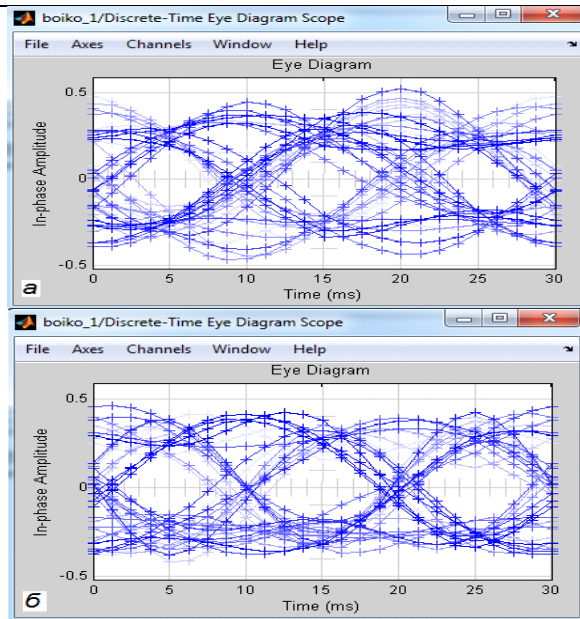 boiko_1/Discrete-Time Eye Diagram Scope
File Axes Channels Window Help
Eye Diagram
In-phase Amplitude
0.5
0
-0.5
0 5 10 15 20 25 30
Time (ms)
а
boiko_1/Discrete-Time Eye Diagram Scope
File Axes Channels Window Help
Eye Diagram
In-phase Amplitude
0.5
0
-0.5
0 5 10 15 20 25 30
Time (ms)
б